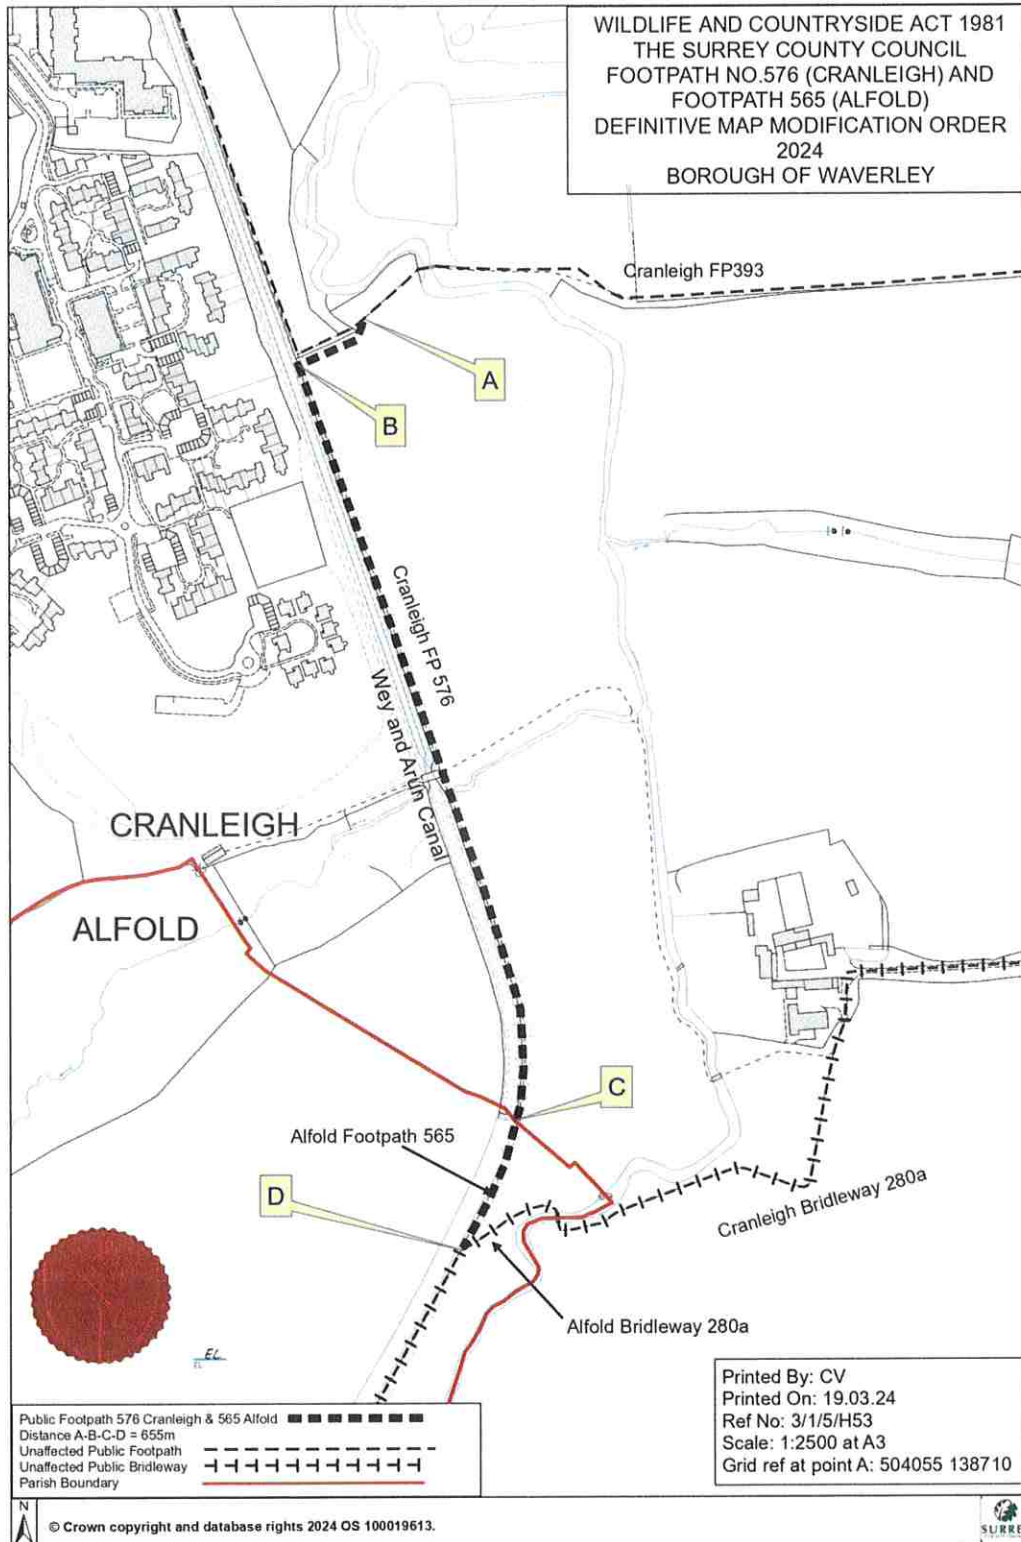 WILDLIFE AND COUNTRYSIDE ACT 1981
THE SURREY COUNTY COUNCIL
FOOTPATH NO.576 (CRANLEIGH) AND
FOOTPATH 565 (ALFOLD)
DEFINITIVE MAP MODIFICATION ORDER
2024
BOROUGH OF WAVERLEY
Cranleigh FP393
A
B
Cranleigh FP 576
Wey and Arun Canal
CRANLEIGH
ALFOLD
C
Alfold Footpath 565
D
Cranleigh Bridleway 280a
Alfold Bridleway 280a
EL
Printed By: CV
Printed On: 19.03.24
Ref No: 3/1/5/H53
Scale: 1:2500 at A3
Grid ref at point A: 504055 138710
Public Footpath 576 Cranleigh & 565 Alfold
Distance A-B-C-D = 655m
Unaffected Public Footpath
Unaffected Public Bridleway
Parish Boundary
N
© Crown copyright and database rights 2024 OS 100019613.
SURRE